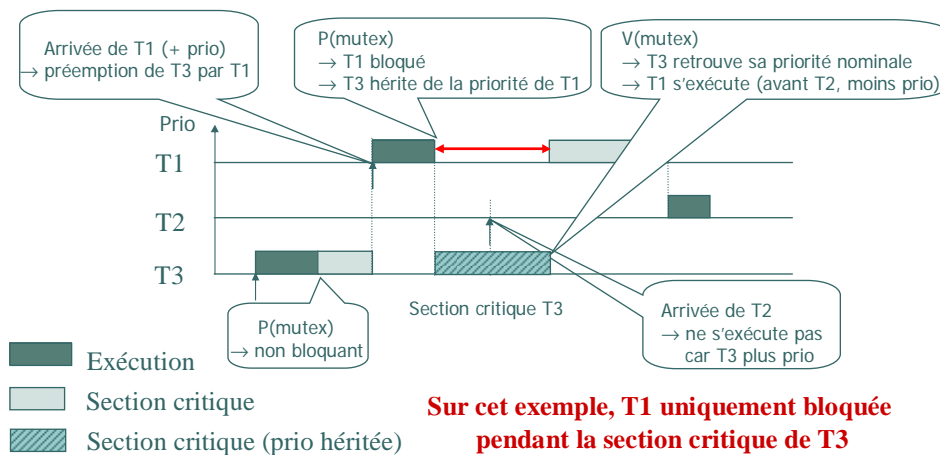 Arrivée de T1 (+ prio)
→ préemption de T3 par T1
P(mutex)
→ T1 bloqué
→ T3 hérite de la priorité de T1
V(mutex)
→ T3 retrouve sa priorité nominale
→ T1 s'exécute (avant T2, moins prio)
Prio
T1
T2
T3
P(mutex)
→ non bloquant
Section critique T3
Arrivée de T2
→ ne s'exécute pas
car T3 plus prio
Exécution
Section critique
Section critique (prio héritée)
Sur cet exemple, T1 uniquement bloquée
pendant la section critique de T3